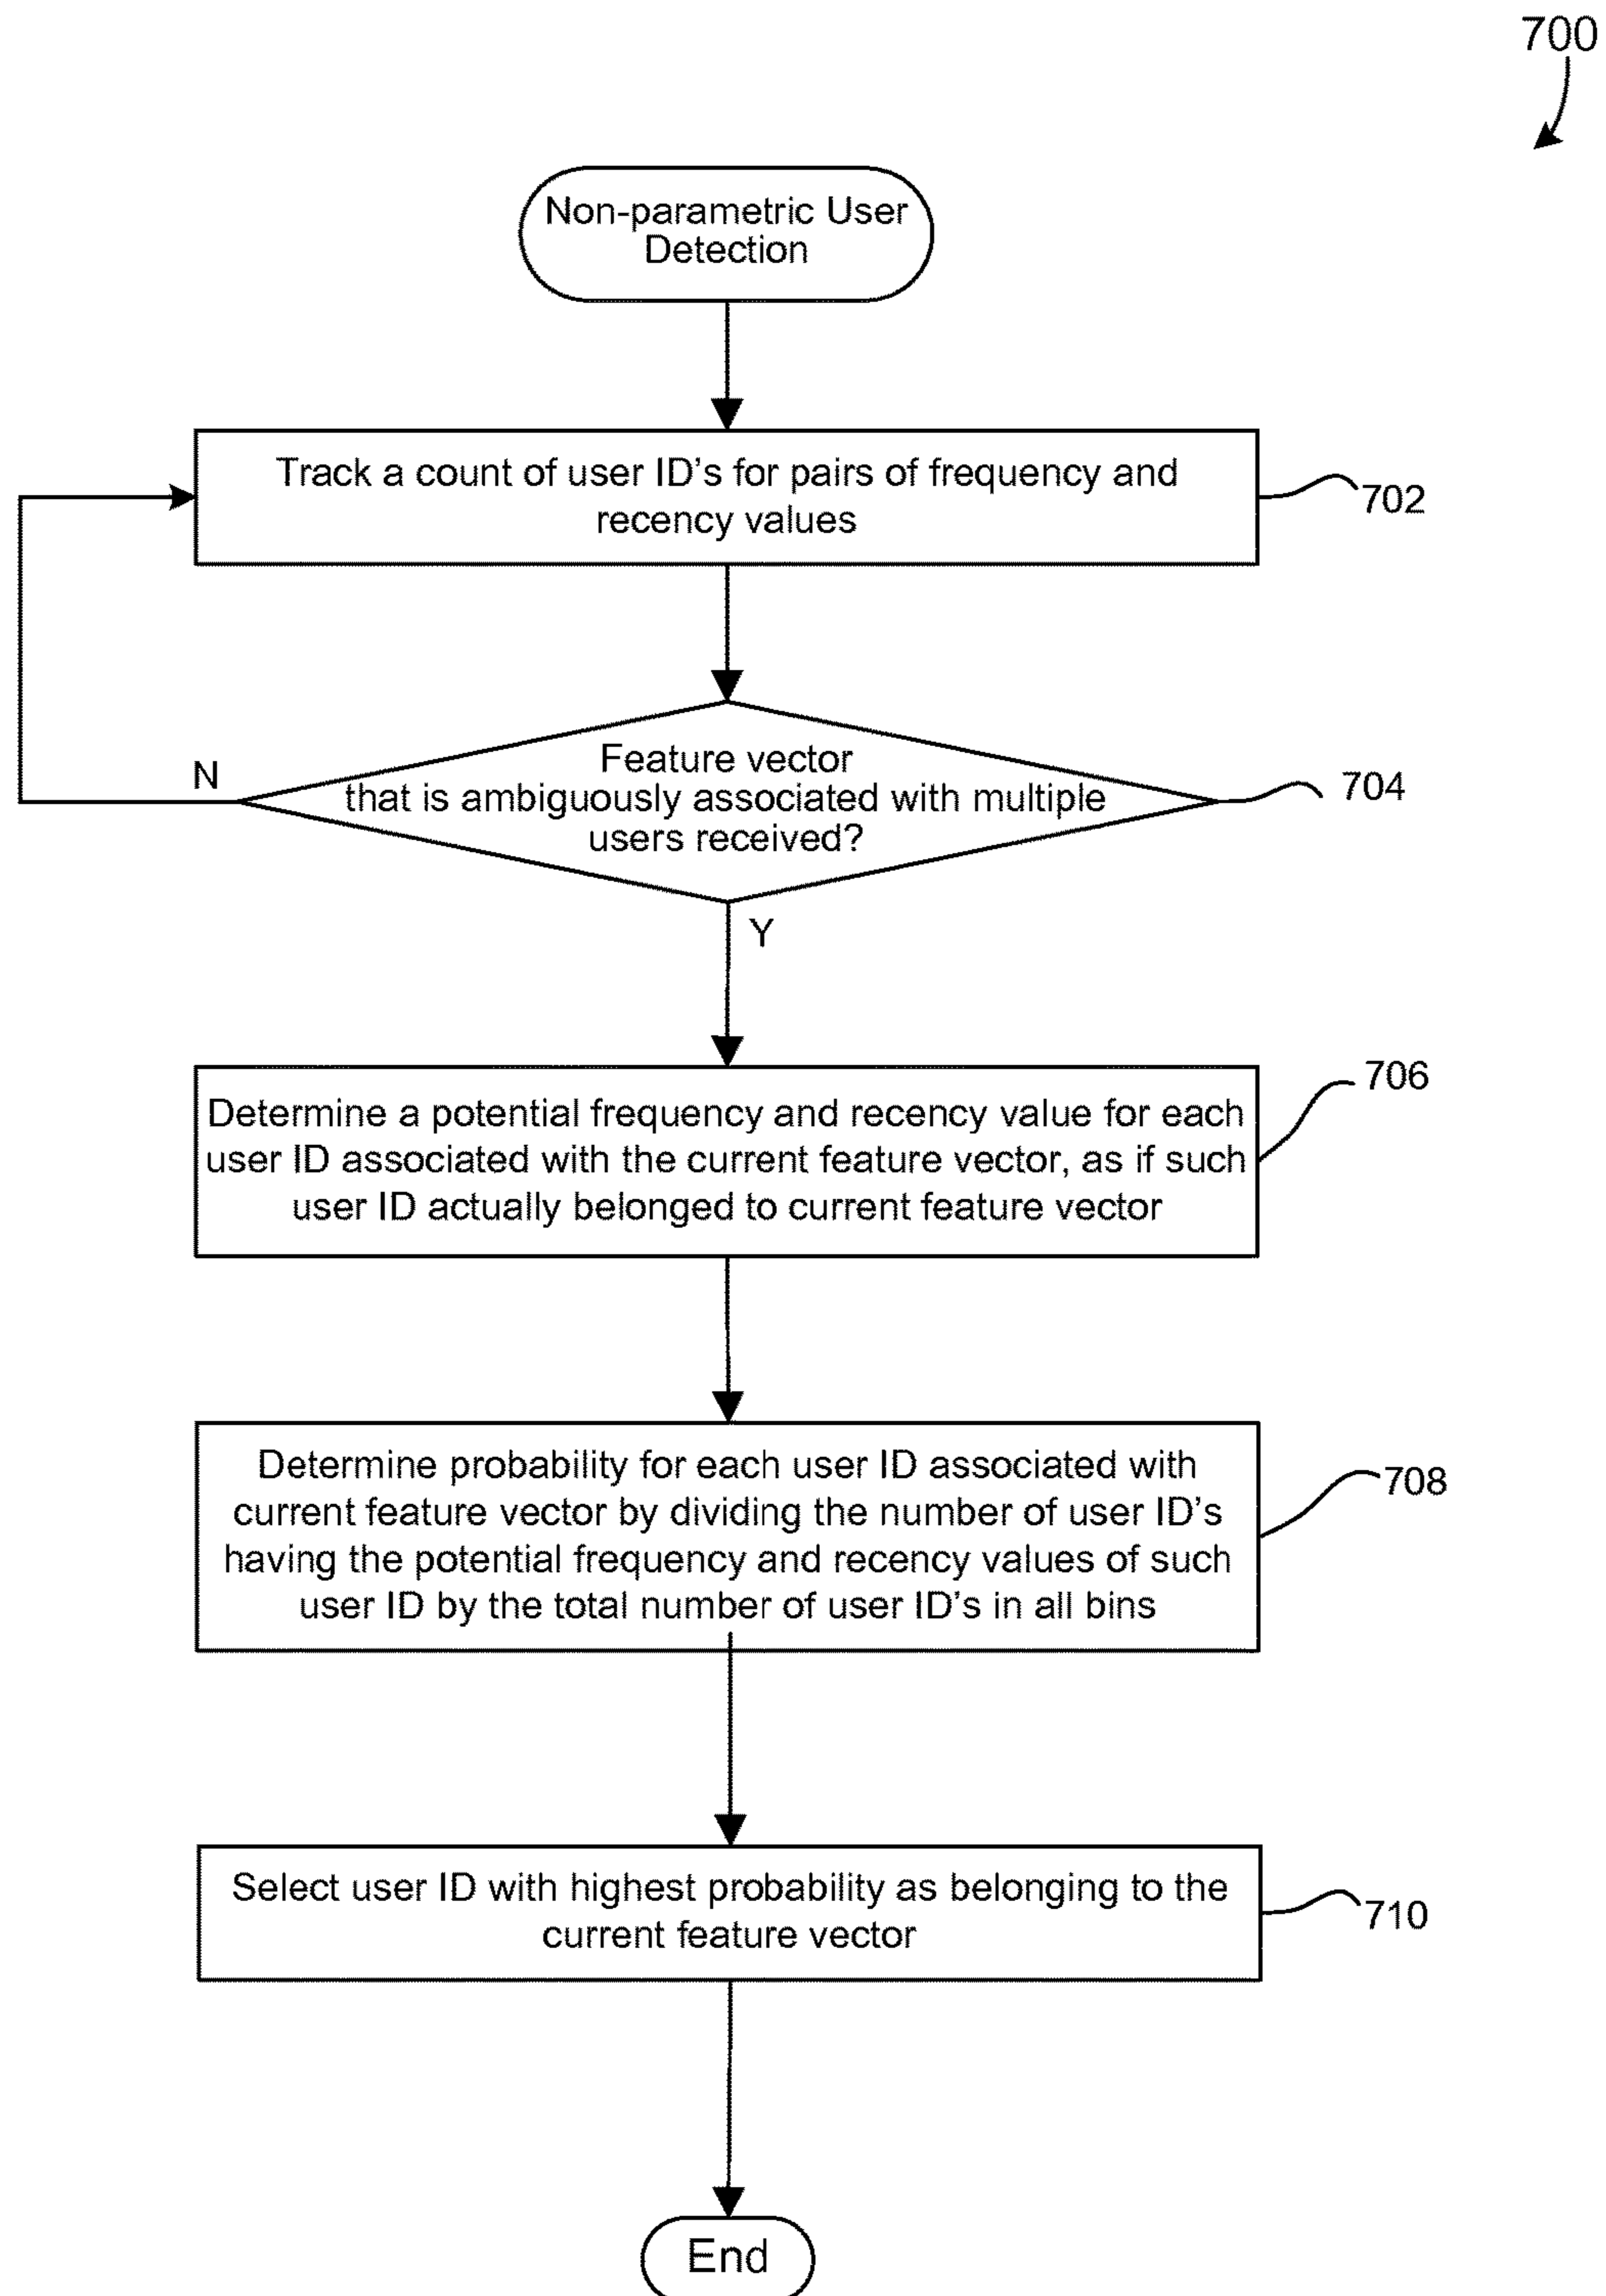 700
Non-parametric User
Detection
Track a count of user ID's for pairs of frequency and
recency values
702
Feature vector
that is ambiguously associated with multiple
users received?
704
N
Y
706
Determine a potential frequency and recency value for each
user ID associated with the current feature vector, as if such
user ID actually belonged to current feature vector
Determine probability for each user ID associated with
current feature vector by dividing the number of user ID's
having the potential frequency and recency values of such
user ID by the total number of user ID's in all bins
708
Select user ID with highest probability as belonging to the
current feature vector
710
End